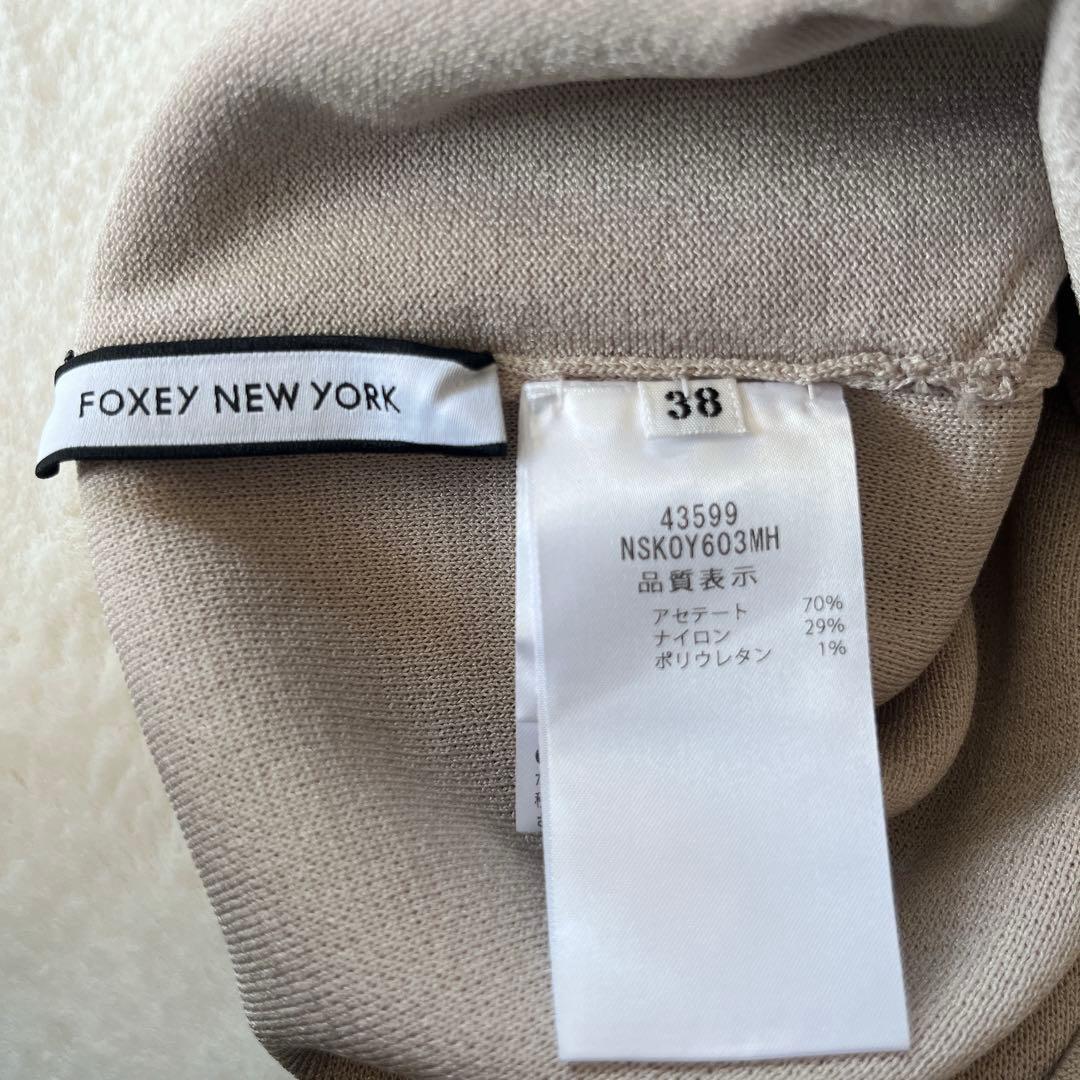 FOXEY NEW YORK
38
43599
NSKOY603MH
品質表示
アセテート 70%
ナイロン 29%
ポリウレタン 1%